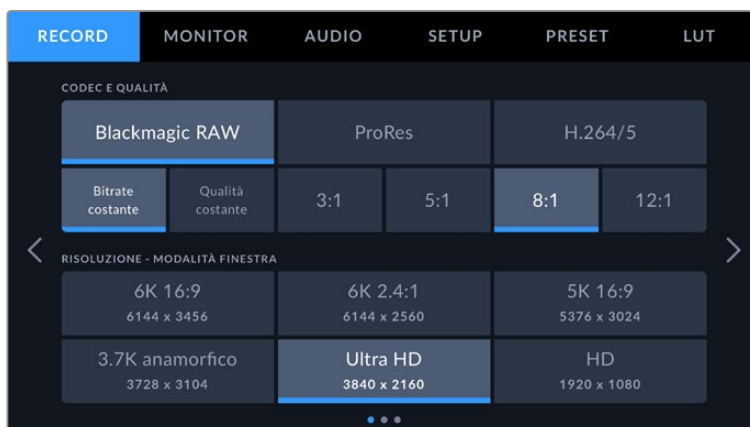 RECORD MONITOR AUDIO SETUP PRESET LUT
CODEC E QUALITÀ
Blackmagic RAW ProRes H.264/5
Bitrate costante Qualità costante 3:1 5:1 8:1 12:1
RISOLUZIONE - MODALITÀ FINESTRA
6K 16:9 6K 2.4:1 5K 16:9
6144 x 3456 6144 x 2560 5376 x 3024
3.7K anamorfico Ultra HD HD
3728 x 3104 3840 x 2160 1920 x 1080